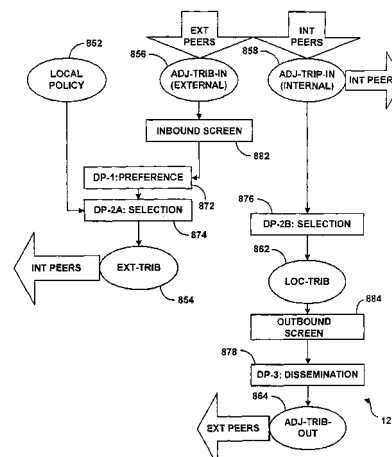 852
LOCAL
POLICY
EXT
PEERS
856
ADJ-TRIB-IN
(EXTERNAL)
INT
PEERS
858
ADJ-TRIP-IN
(INTERNAL)
INT PEERS
INBOUND SCREEN
882
DP-1:PREFERENCE
872
DP-2A: SELECTION
874
876
DP-2B: SELECTION
INT PEERS
EXT-TRIB
854
862
LOC-TRIB
884
OUTBOUND
SCREEN
878
DP-3: DISSEMINATION
864
ADJ-TRIB-
OUT
EXT PEERS
12